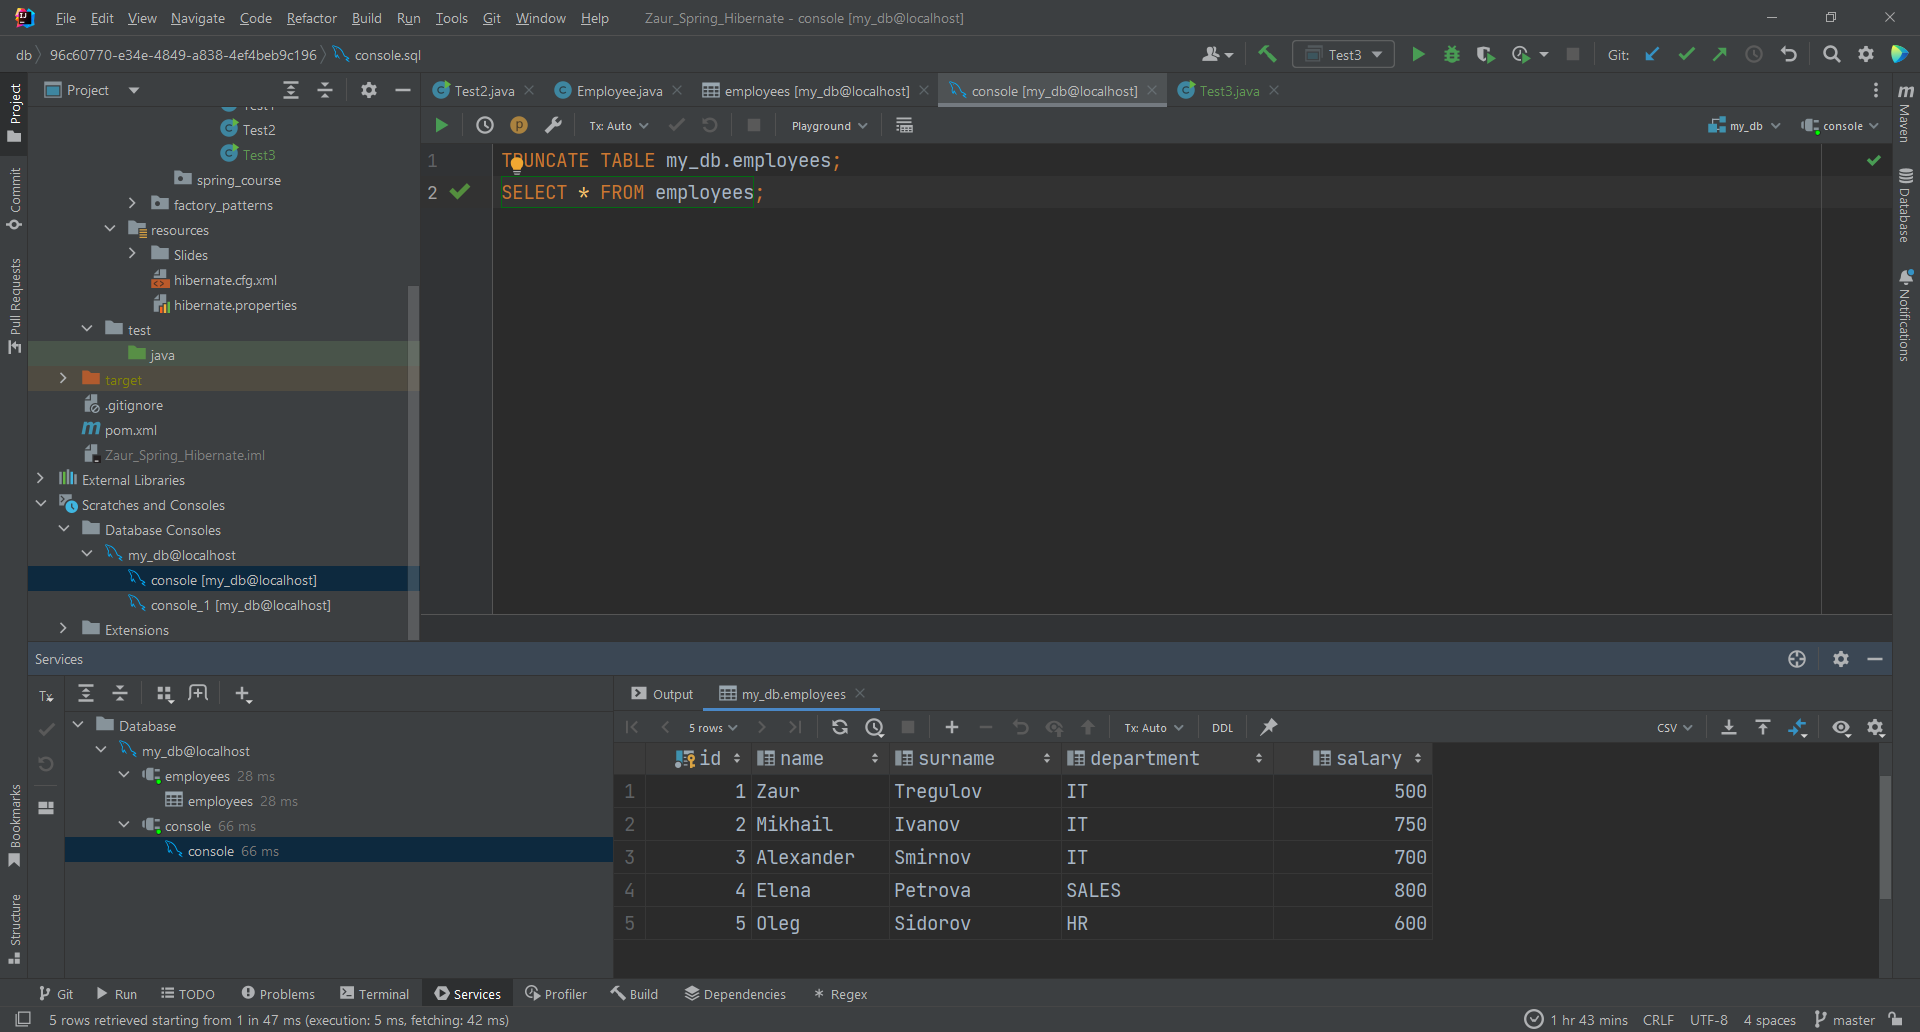 File Edit View Navigate Code Refactor Build Run Tools Git Window Help Zaur_Spring_Hibernate - console [my_db@localhost]
db 96c60770-e34e-4849-a838-4ef4beb9c196 console.sql Test3 Git:
Project
Test2.java Employee.java employees [my_db@localhost] console [my_db@localhost] Test3.java
Tx: Auto Playground my_db console
Test2
Test3
spring_course
factory_patterns
resources
Slides
hibernate.cfg.xml
hibernate.properties
test
java
target
.gitignore
pom.xml
Zaur_Spring_Hibernate.iml
External Libraries
Scratches and Consoles
Database Consoles
my_db@localhost
console [my_db@localhost]
console_1 [my_db@localhost]
Extensions
1 TRUNCATE TABLE my_db.employees;
2 SELECT * FROM employees;
Project
Commit
Pull Requests
Bookmarks
Structure
Maven
Database
Notifications
Services
Tx
Database
my_db@localhost
employees 28 ms
employees 28 ms
console 66 ms
console 66 ms
Output my_db.employees
5 rows Tx: Auto DDL CSV
id name surname department salary
1 1 Zaur Tregulov IT 500
2 2 Mikhail Ivanov IT 750
3 3 Alexander Smirnov IT 700
4 4 Elena Petrova SALES 800
5 5 Oleg Sidorov HR 600
Git Run TODO Problems Terminal Services Profiler Build Dependencies Regex
5 rows retrieved starting from 1 in 47 ms (execution: 5 ms, fetching: 42 ms) 1 hr 43 mins CRLF UTF-8 4 spaces master